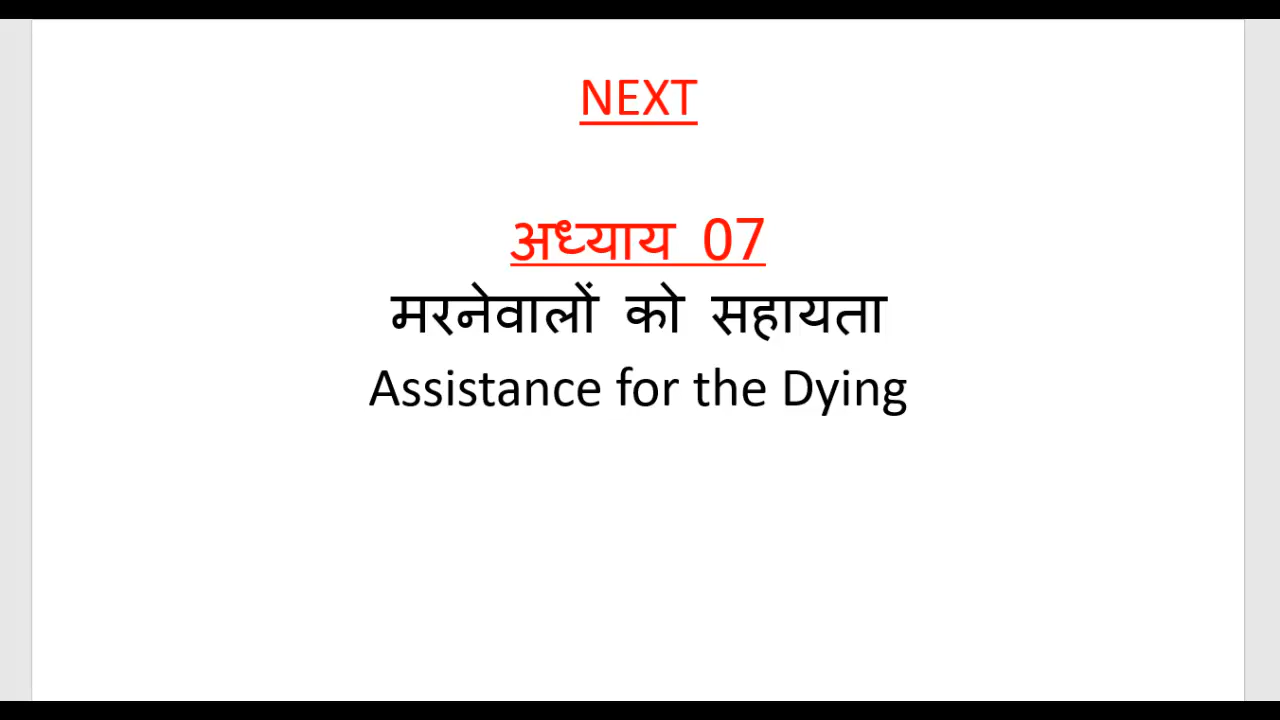 NEXT
अध्याय 07
मरनेवालों को सहायता
Assistance for the Dying